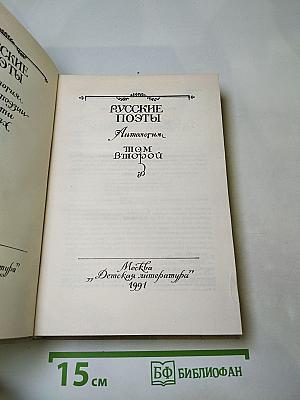 РУССКИЕ
ПОЭТЫ
Антология
ТОМ
ВТОРОЙ
Москва
„Детская литература“
1991
15 см
БФ БИБЛИОФАН